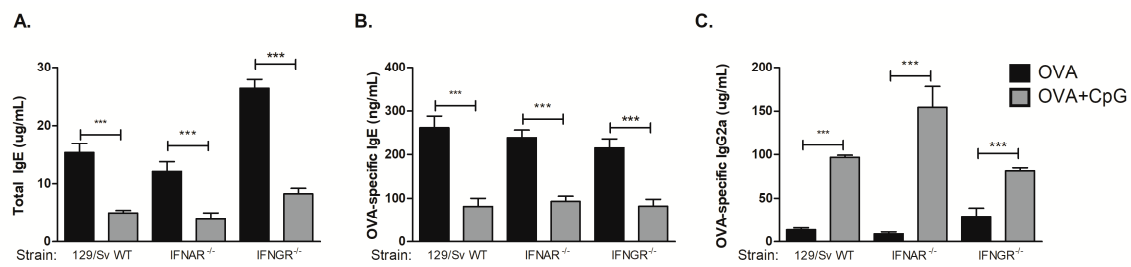 A.
Total IgE (ug/mL)
30
20
10
0
***
***
***
Strain: 129/Sv WT IFNAR -/- IFNGR -/-
B.
OVA-specific IgE (ng/mL)
400
300
200
100
0
***
***
***
Strain: 129/Sv WT IFNAR -/- IFNGR -/-
C.
OVA-specific IgG2a (ug/mL)
200
150
100
50
0
***
***
***
Strain: 129/Sv WT IFNAR -/- IFNGR -/-
OVA
OVA+CpG